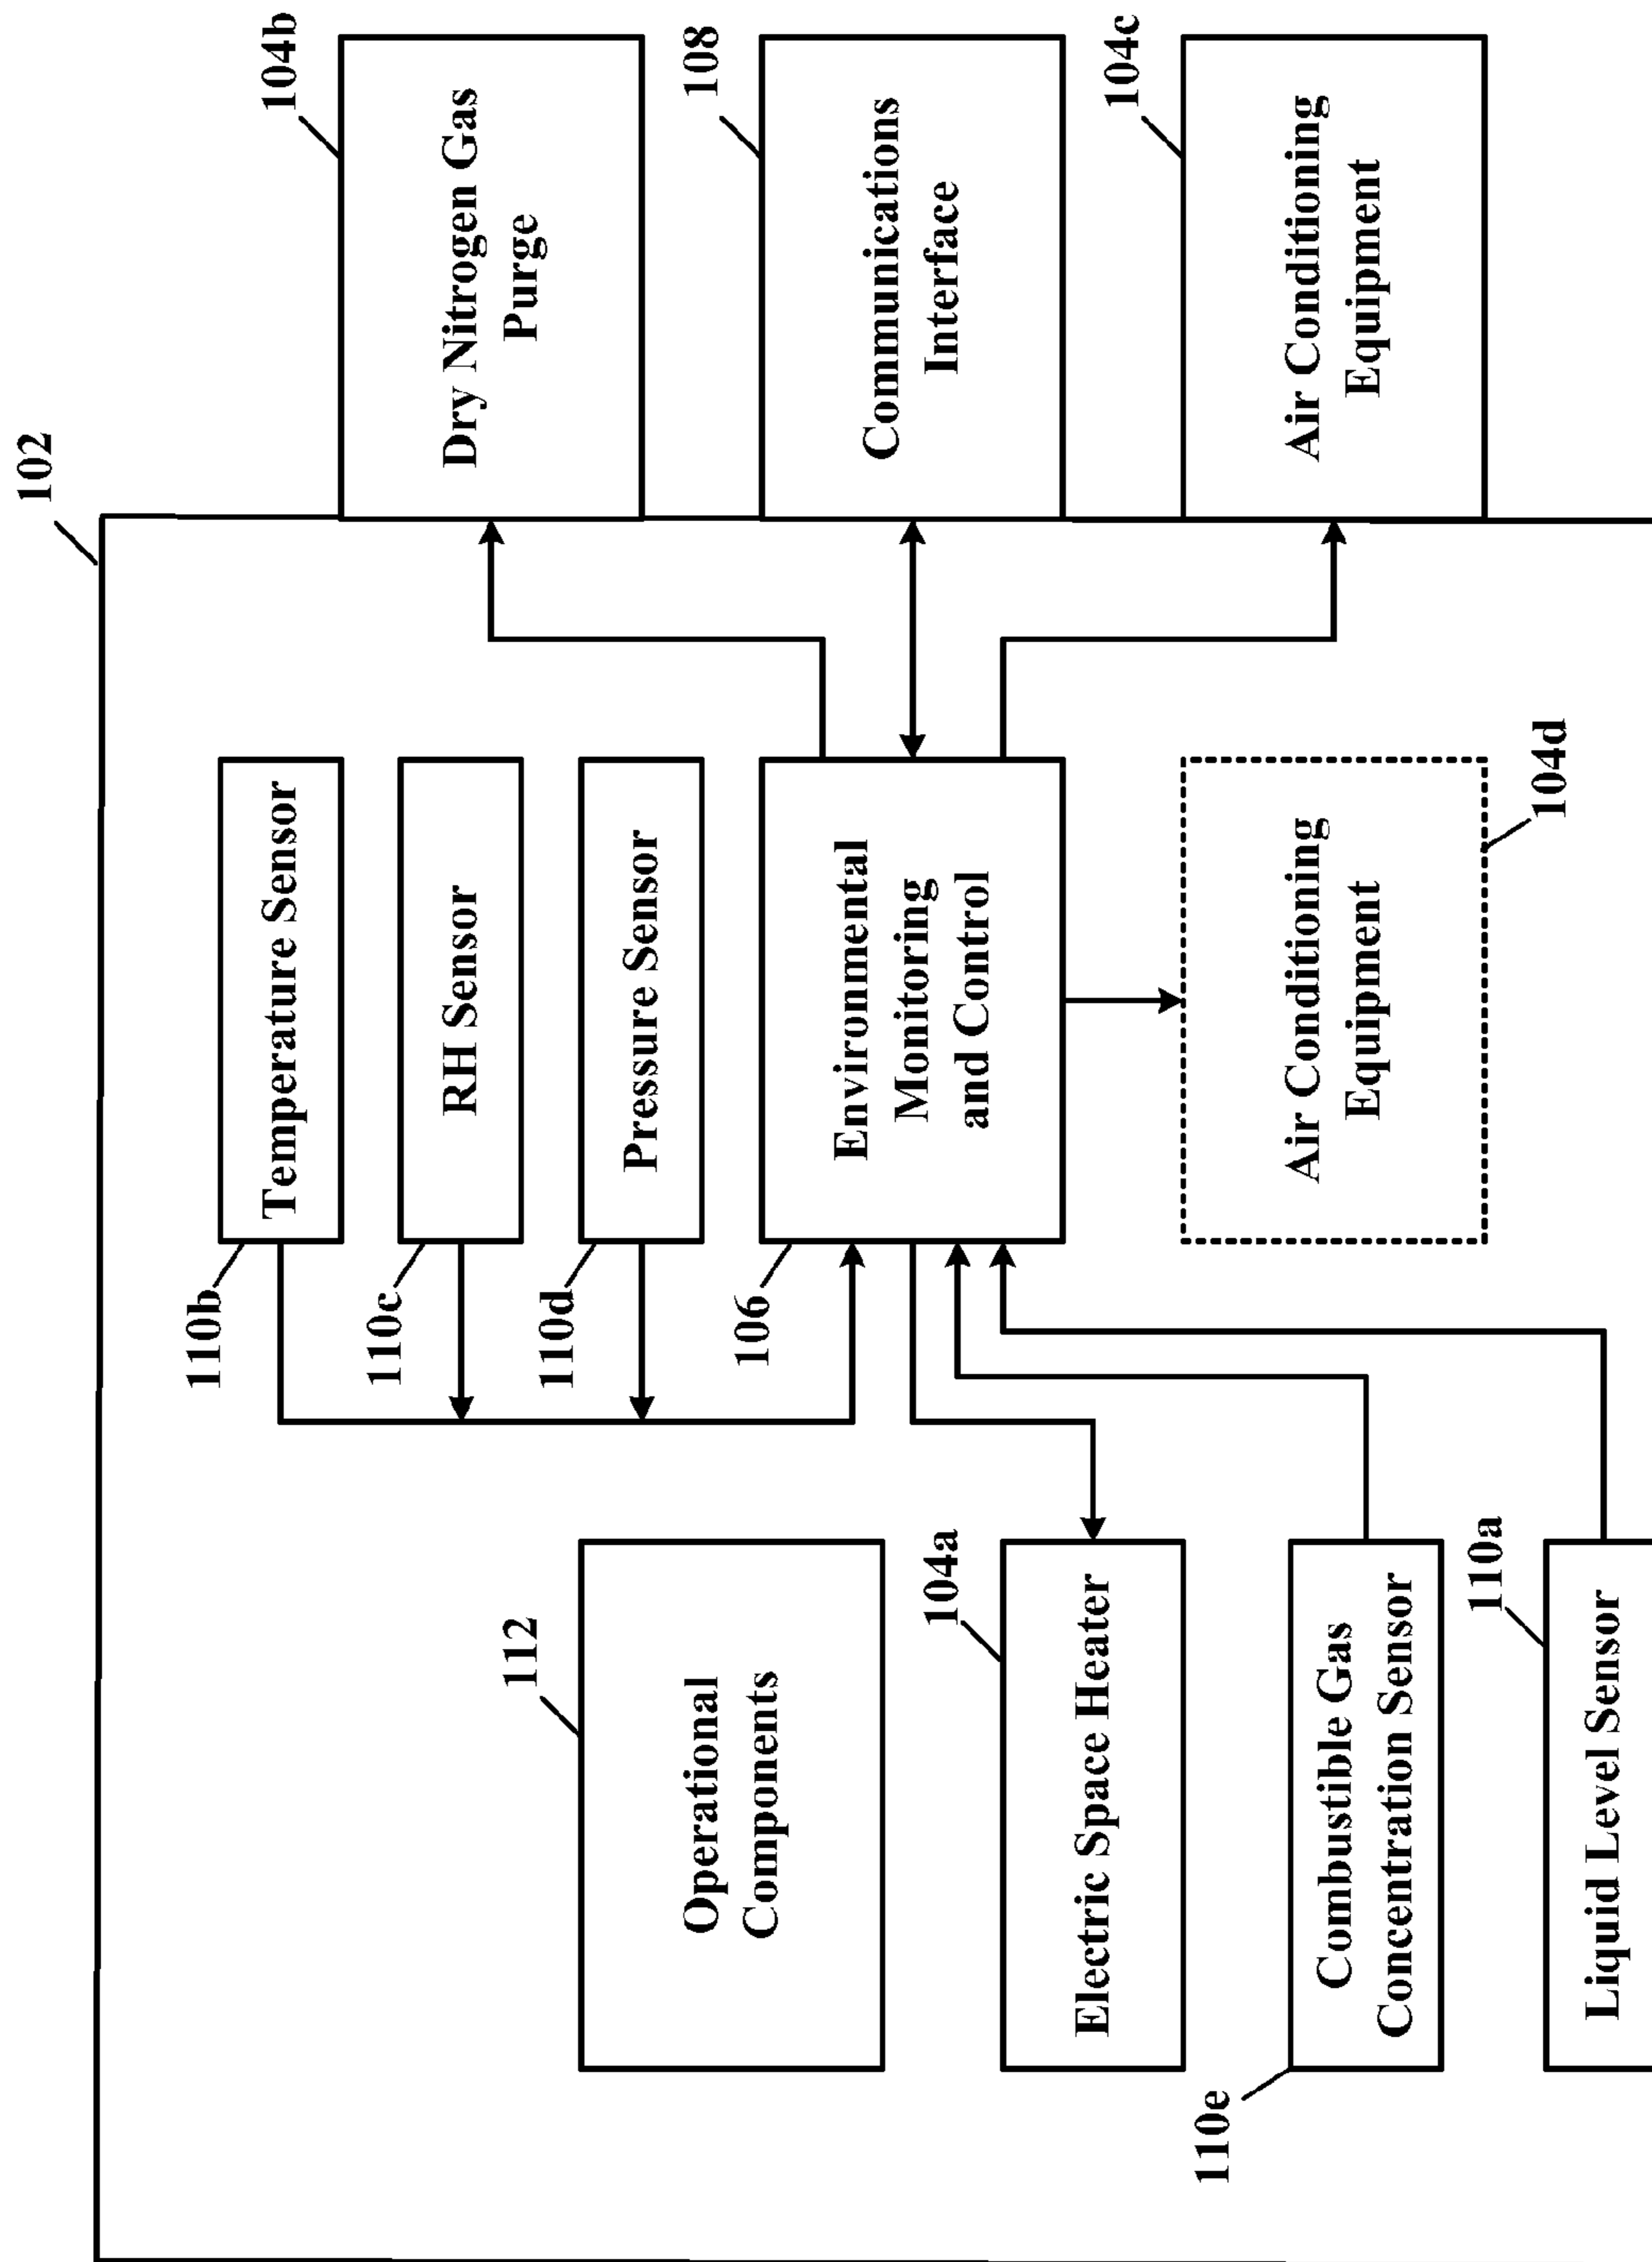 102
110b
Temperature Sensor
104b
Dry Nitrogen Gas
Purge
110c
RH Sensor
112
Operational
Components
110d
Pressure Sensor
108
Communications
Interface
106
Environmental
Monitoring
and Control
104a
Electric Space Heater
104c
Air Conditioning
Equipment
110e
Combustible Gas
Concentration Sensor
Air Conditioning
Equipment
104d
110a
Liquid Level Sensor